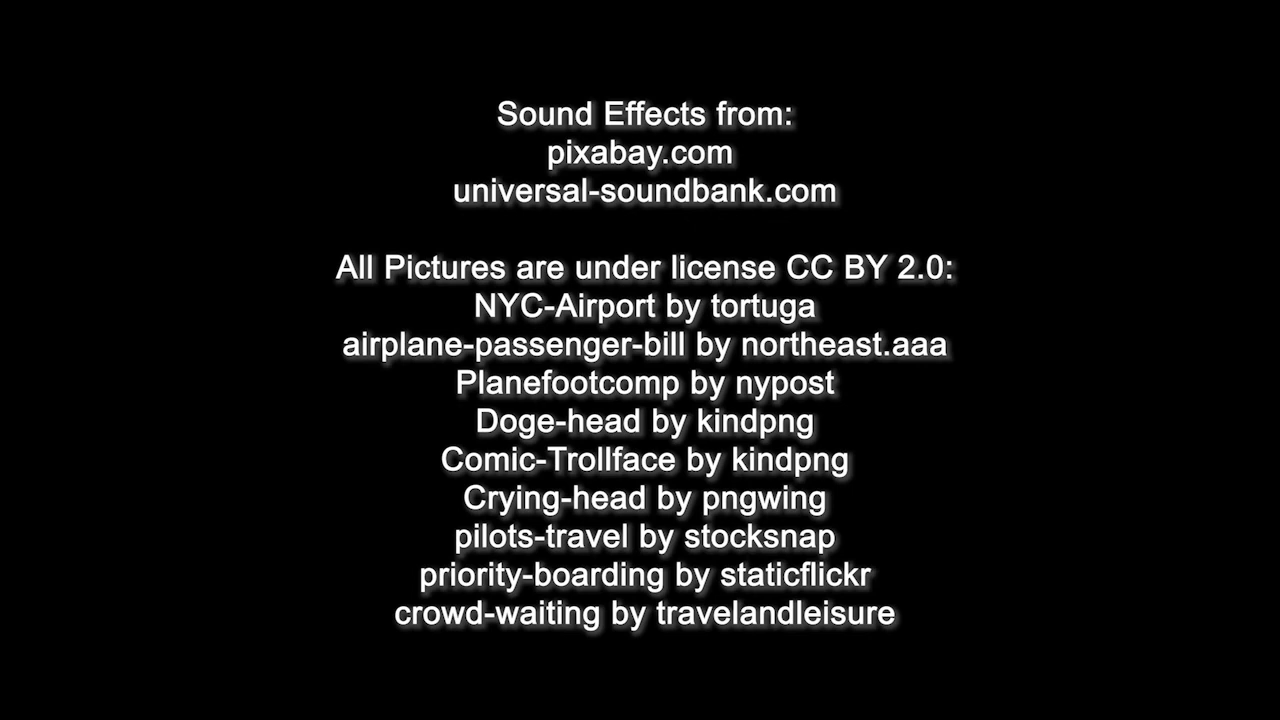 Sound Effects from:
pixabay.com
universal-soundbank.com
All Pictures are under license CC BY 2.0:
NYC-Airport by tortuga
airplane-passenger-bill by northeast.aaa
Planefootcomp by nypost
Doge-head by kindpng
Comic-Trollface by kindpng
Crying-head by pngwing
pilots-travel by stocksnap
priority-boarding by staticflickr
crowd-waiting by travelandleisure